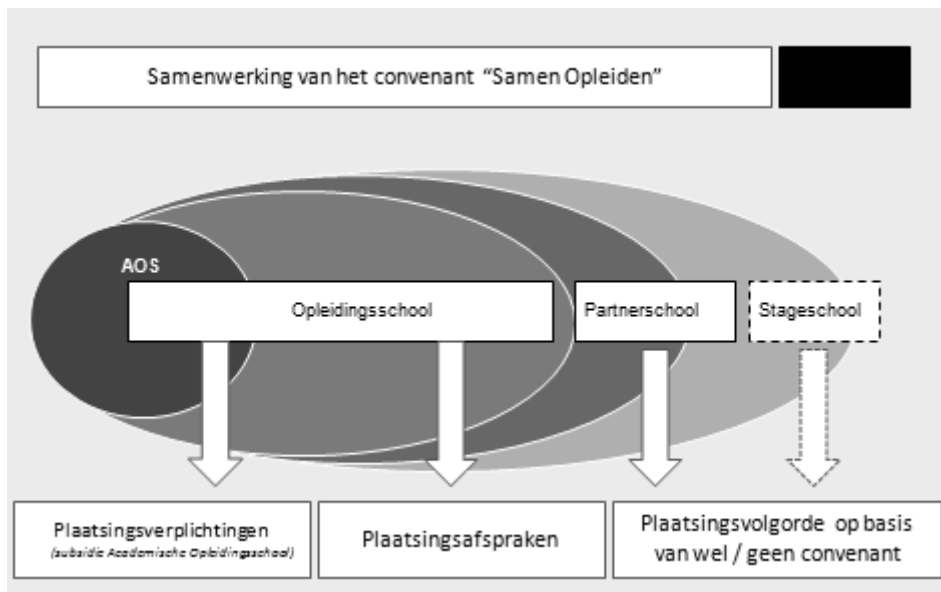 Samenwerking van het convenant “Samen Opleiden”
AOS
Opleidingsschool
Partnerschool
Stageschool
Plaatsingsverplichtingen
(subsidie Academische Opleidingsschool)
Plaatsingsafspraken
Plaatsingsvolgorde op basis
van wel / geen convenant